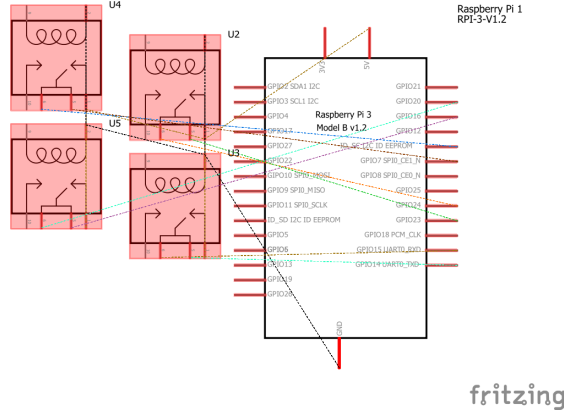 U4
Raspberry Pi 1
RPI-3-V1.2
U2
3V3
5V
GPIO2 SDA1 I2C
GPIO21
GPIO3 SCL1 I2C
GPIO20
GPIO4
Raspberry Pi 3
GPIO16
U5
GPIO17
Model B v1.2
GPIO12
GPIO27
ID_SC I2C ID EEPROM
U3
GPIO22
GPIO7 SPI0_CE1_N
GPIO10 SPI0_MOSI
GPIO8 SPI0_CE0_N
GPIO9 SPI0_MISO
GPIO25
GPIO11 SPI0_SCLK
GPIO24
ID_SD I2C ID EEPROM
GPIO23
GPIO5
GPIO18 PCM_CLK
GPIO6
GPIO15 UART0_RXD
GPIO13
GPIO14 UART0_TXD
GPIO19
GPIO26
GND
fritzing